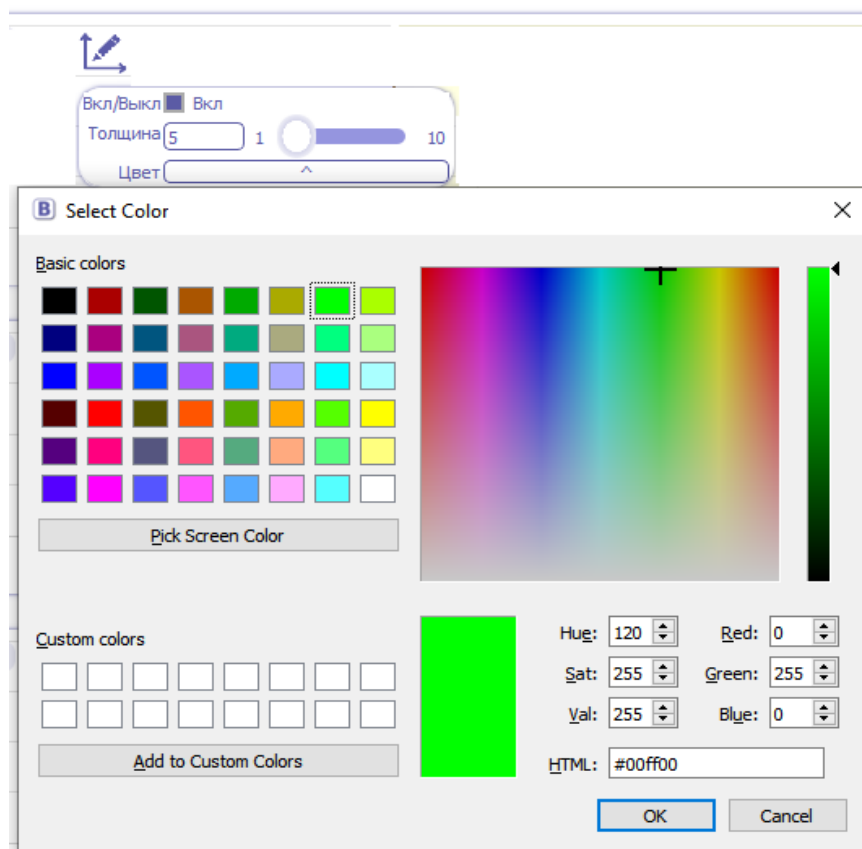 Вкл/Выкл Вкл
Толщина 5 1 10
Цвет ^
B Select Color
Basic colors
Pick Screen Color
Custom colors
Add to Custom Colors
Hue: 120 Red: 0
Sat: 255 Green: 255
Val: 255 Blue: 0
HTML: #00ff00
OK Cancel